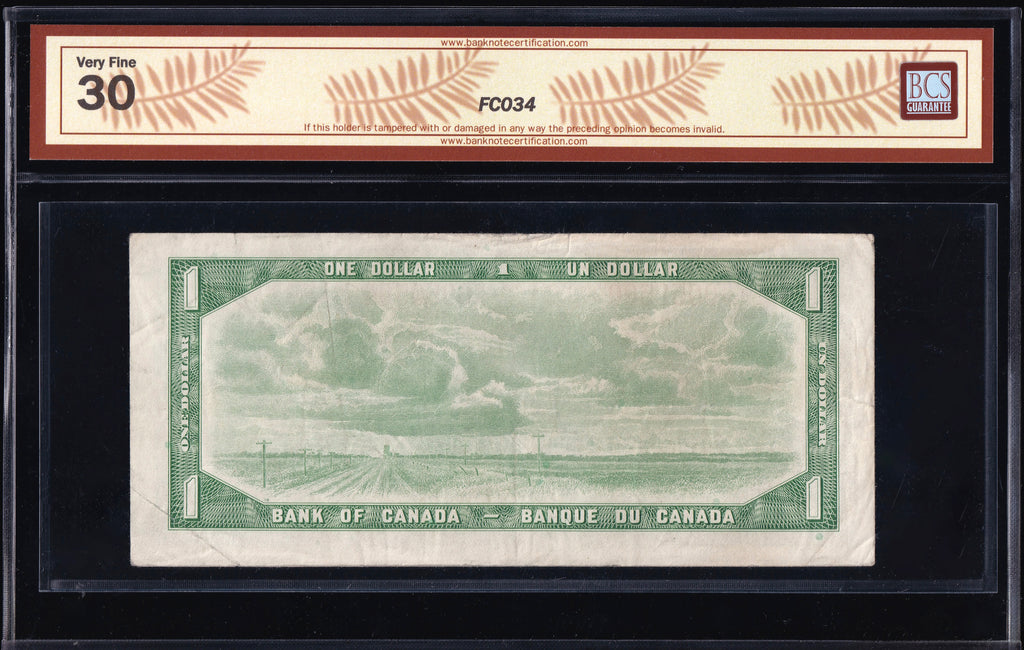 www.banknotecertification.com
Very Fine
30
FC034
BCS
GUARANTEE
If this holder is tampered with or damaged in any way the preceding opinion becomes invalid.
www.banknotecertification.com
1 ONE DOLLAR 1 UN DOLLAR 1
ONE DOLLAR
UN DOLLAR
1 BANK OF CANADA — BANQUE DU CANADA 1